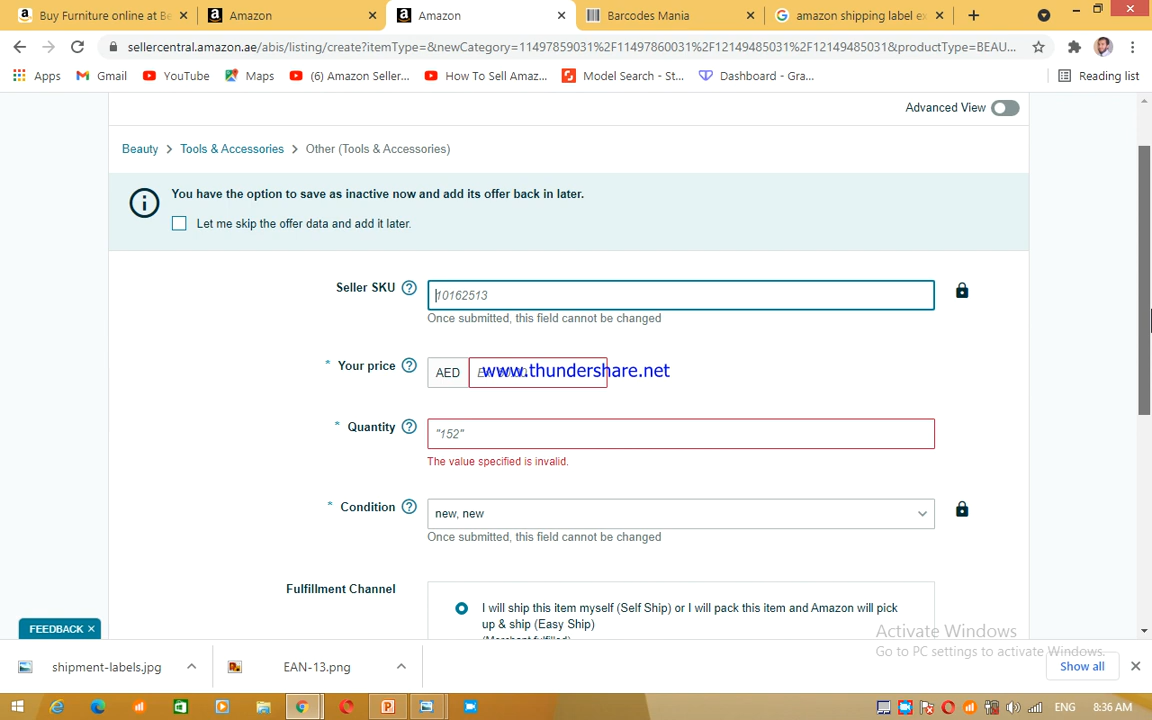 Buy Furniture online at Be
Amazon
Amazon
Barcodes Mania
amazon shipping label ex
sellercentral.amazon.ae/abis/listing/create?itemType=&newCategory=11497859031%2F11497860031%2F12149485031%2F12149485031&productType=BEAU...
Apps
Gmail
YouTube
Maps
(6) Amazon Seller...
How To Sell Amaz...
Model Search - St...
Dashboard - Gra...
Reading list
Advanced View
Beauty > Tools & Accessories > Other (Tools & Accessories)
You have the option to save as inactive now and add its offer back in later.
Let me skip the offer data and add it later.
Seller SKU
10162513
Once submitted, this field cannot be changed
* Your price
AED
www.thundershare.net
* Quantity
"152"
The value specified is invalid.
* Condition
new, new
Once submitted, this field cannot be changed
Fulfillment Channel
I will ship this item myself (Self Ship) or I will pack this item and Amazon will pick
up & ship (Easy Ship)
(Merchant fulfilled)
FEEDBACK ×
Activate Windows
Go to PC settings to activate Windows.
shipment-labels.jpg
EAN-13.png
Show all
ENG
8:36 AM